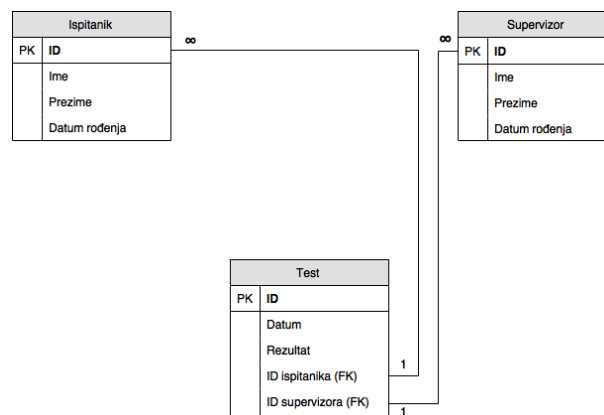 Ispitanik
PK ID
Ime
Prezime
Datum rođenja
∞
∞
Supervizor
PK ID
Ime
Prezime
Datum rođenja
Test
PK ID
Datum
Rezultat
ID ispitanika (FK)
1
ID supervizora (FK)
1